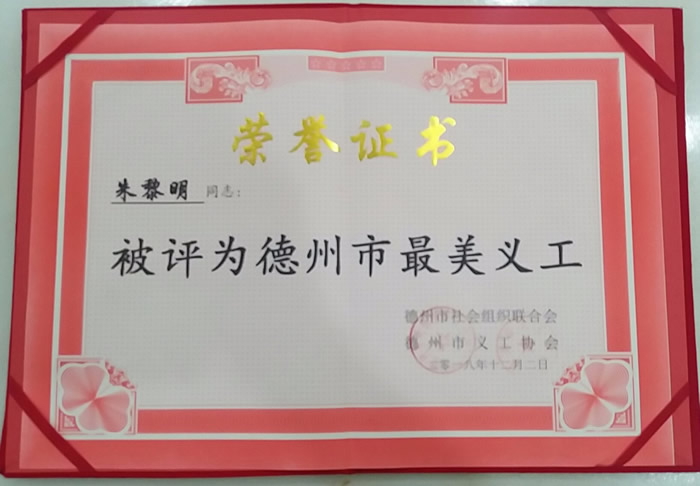 荣誉证书
朱黎明 同志：
被评为德州市最美义工
德州市社会组织联合会
德州市义工协会
二零一八年十二月二日